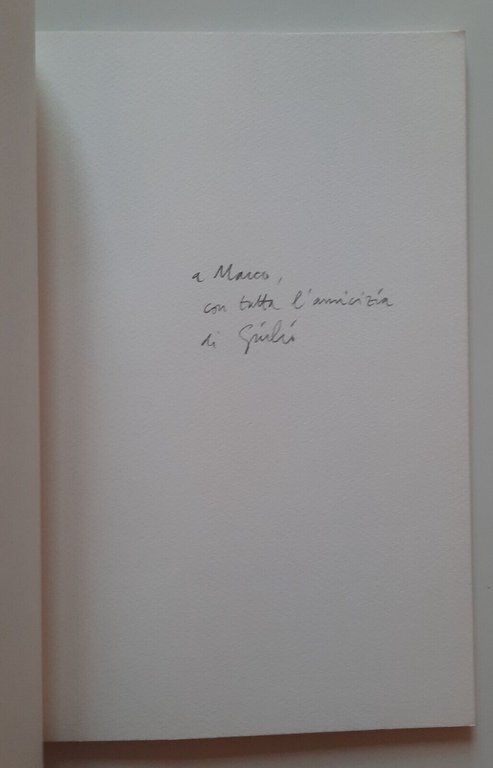 a Marco,
con tutta l'amicizia
di Giulio